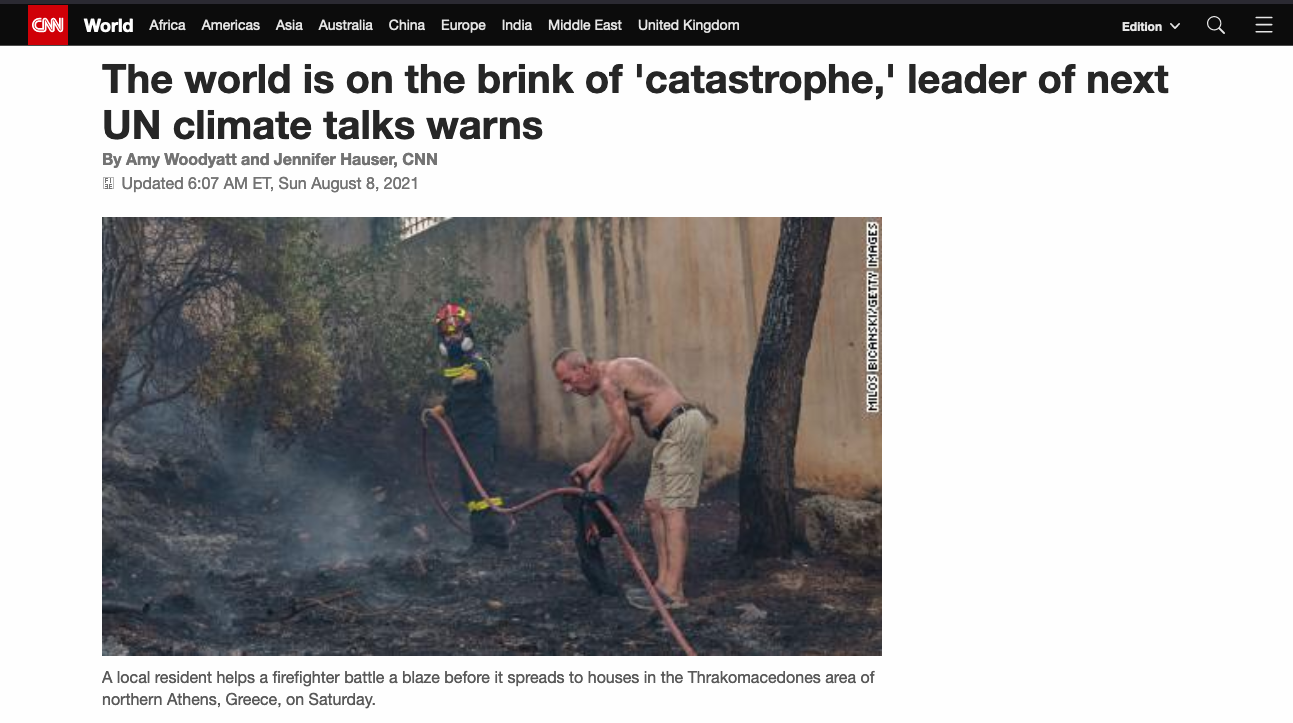 CNN World Africa Americas Asia Australia China Europe India Middle East United Kingdom Edition
The world is on the brink of 'catastrophe,' leader of next
UN climate talks warns
By Amy Woodyatt and Jennifer Hauser, CNN
Updated 6:07 AM ET, Sun August 8, 2021
MILOS BICANSKI/GETTY IMAGES
A local resident helps a firefighter battle a blaze before it spreads to houses in the Thrakomacedones area of
northern Athens, Greece, on Saturday.